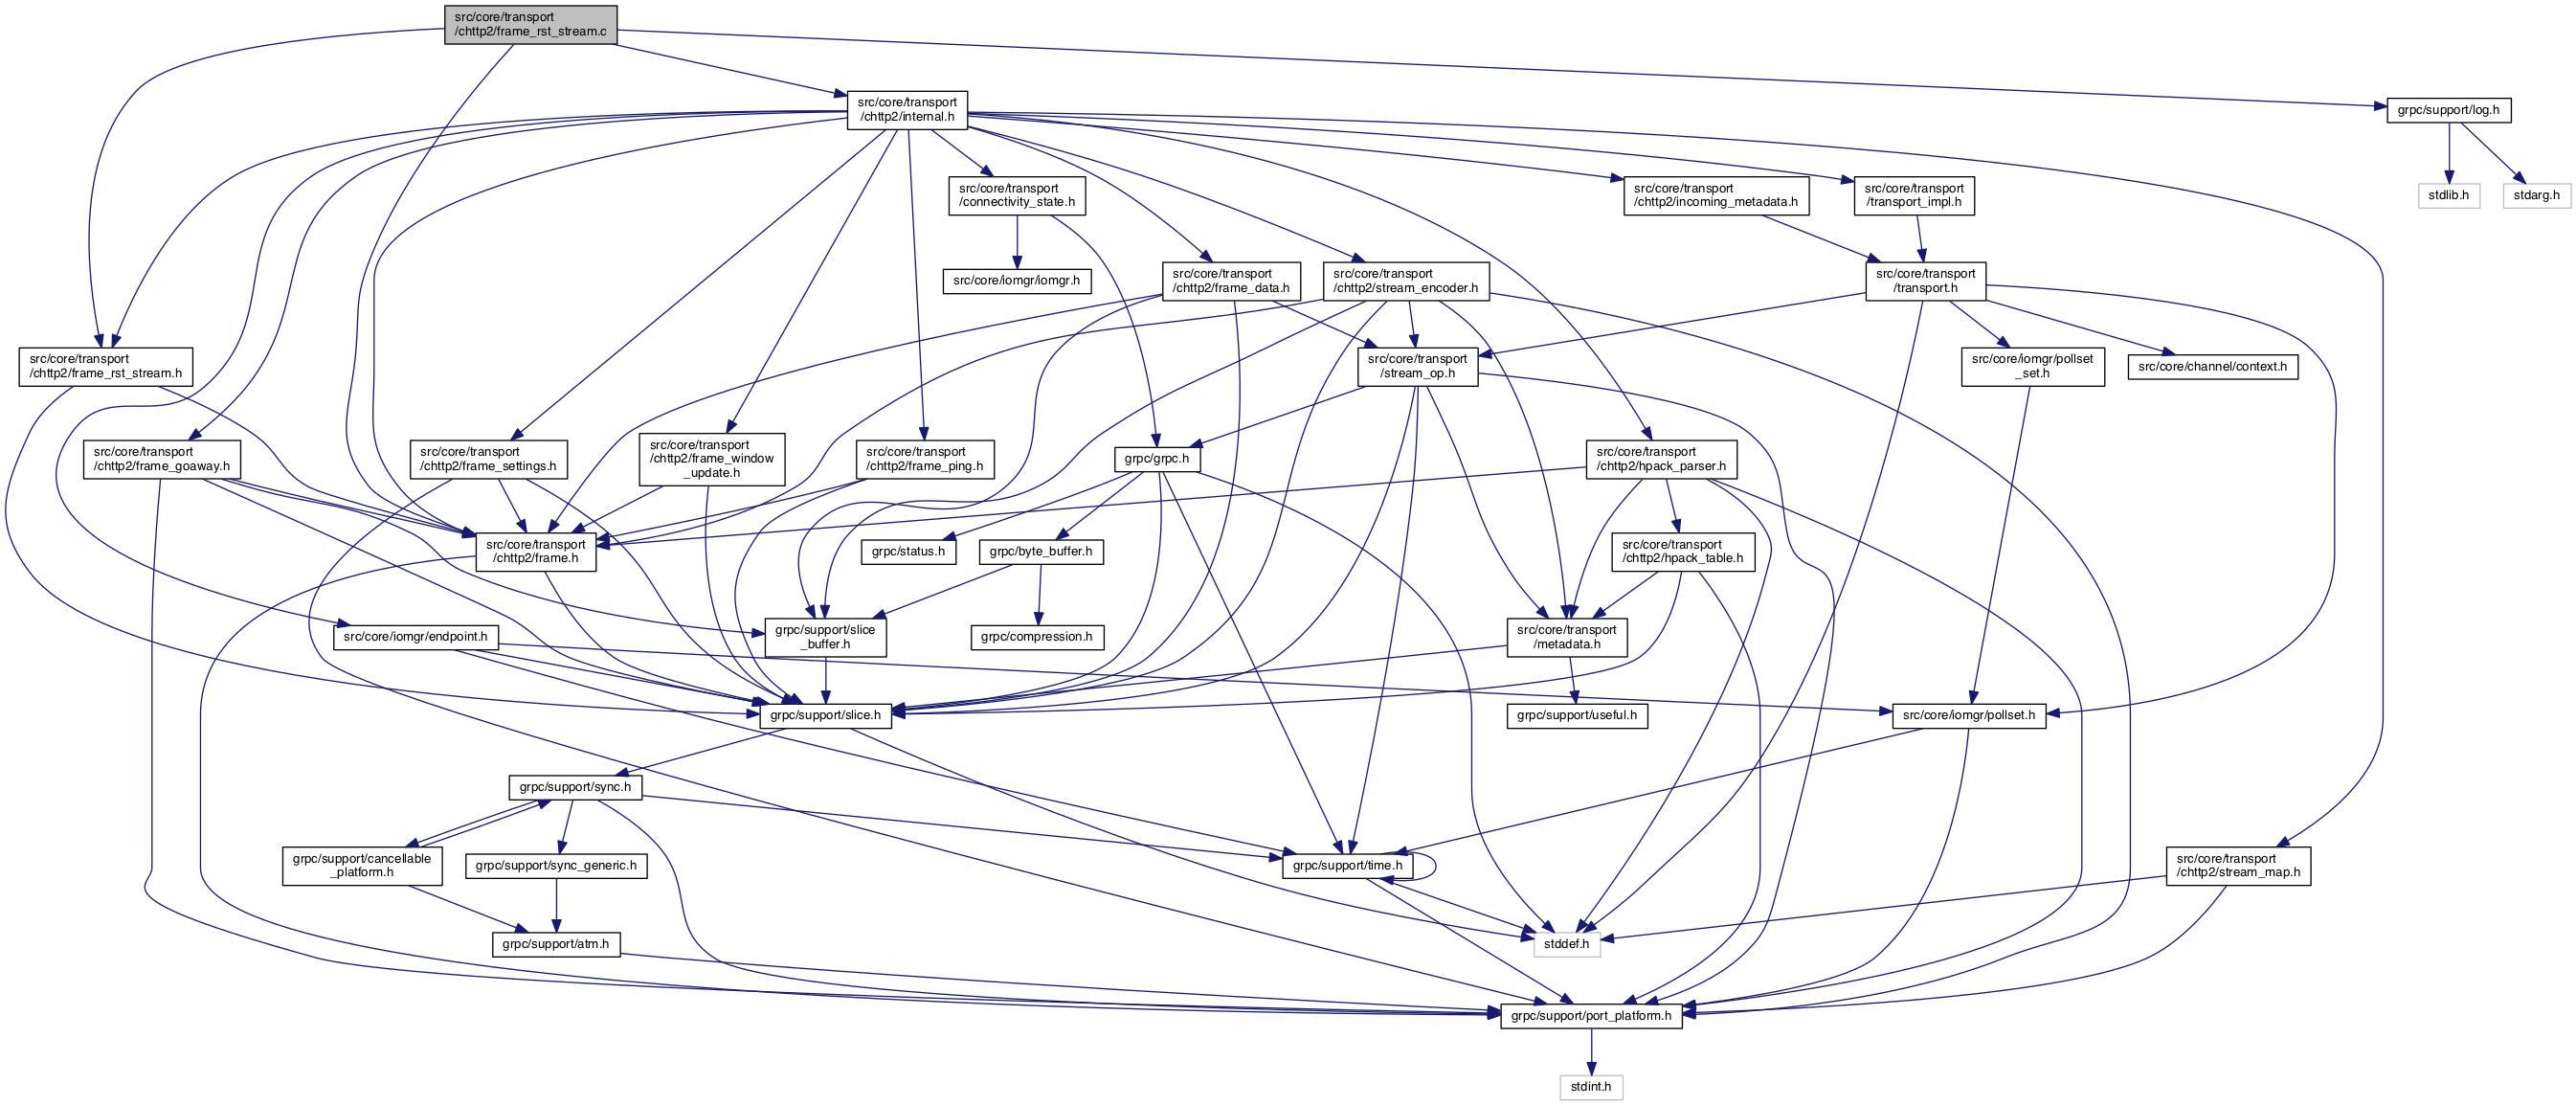 src/core/transport
/chttp2/frame_rst_stream.c
src/core/transport
/chttp2/internal.h
grpc/support/log.h
src/core/transport
/connectivity_state.h
src/core/transport
/chttp2/incoming_metadata.h
src/core/transport
/transport_impl.h
stdlib.h
stdarg.h
src/core/iomgr/iomgr.h
src/core/transport
/chttp2/frame_data.h
src/core/transport
/chttp2/stream_encoder.h
src/core/transport
/transport.h
src/core/transport
/chttp2/frame_rst_stream.h
src/core/transport
/stream_op.h
src/core/iomgr/pollset
_set.h
src/core/channel/context.h
src/core/transport
/chttp2/frame_goaway.h
src/core/transport
/chttp2/frame_settings.h
src/core/transport
/chttp2/frame_window
_update.h
src/core/transport
/chttp2/frame_ping.h
grpc/grpc.h
src/core/transport
/chttp2/hpack_parser.h
src/core/transport
/chttp2/frame.h
grpc/status.h
grpc/byte_buffer.h
src/core/transport
/chttp2/hpack_table.h
src/core/iomgr/endpoint.h
grpc/support/slice
_buffer.h
grpc/compression.h
src/core/transport
/metadata.h
grpc/support/slice.h
grpc/support/useful.h
src/core/iomgr/pollset.h
grpc/support/sync.h
grpc/support/cancellable
_platform.h
grpc/support/sync_generic.h
grpc/support/time.h
src/core/transport
/chttp2/stream_map.h
grpc/support/atm.h
stddef.h
grpc/support/port_platform.h
stdint.h